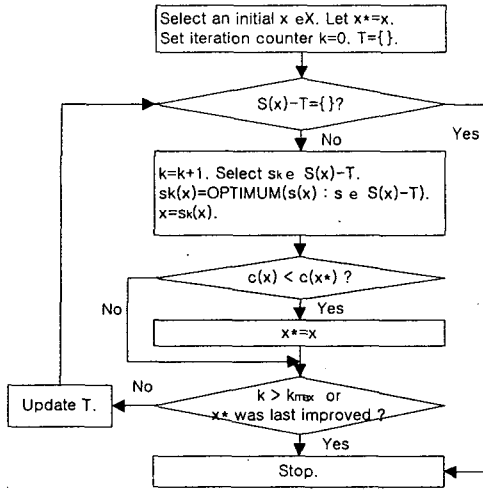 Select an initial x eX. Let x*=x.
Set iteration counter k=0. T={}.
S(x)-T={}?
Yes
No
k=k+1. Select sk e S(x)-T.
sk(x)=OPTIMUM(s(x) : s e S(x)-T).
x=sk(x).
c(x) < c(x*) ?
No
Yes
x*=x
No
k > kmax or
x* was last improved ?
Update T.
Yes
Stop.